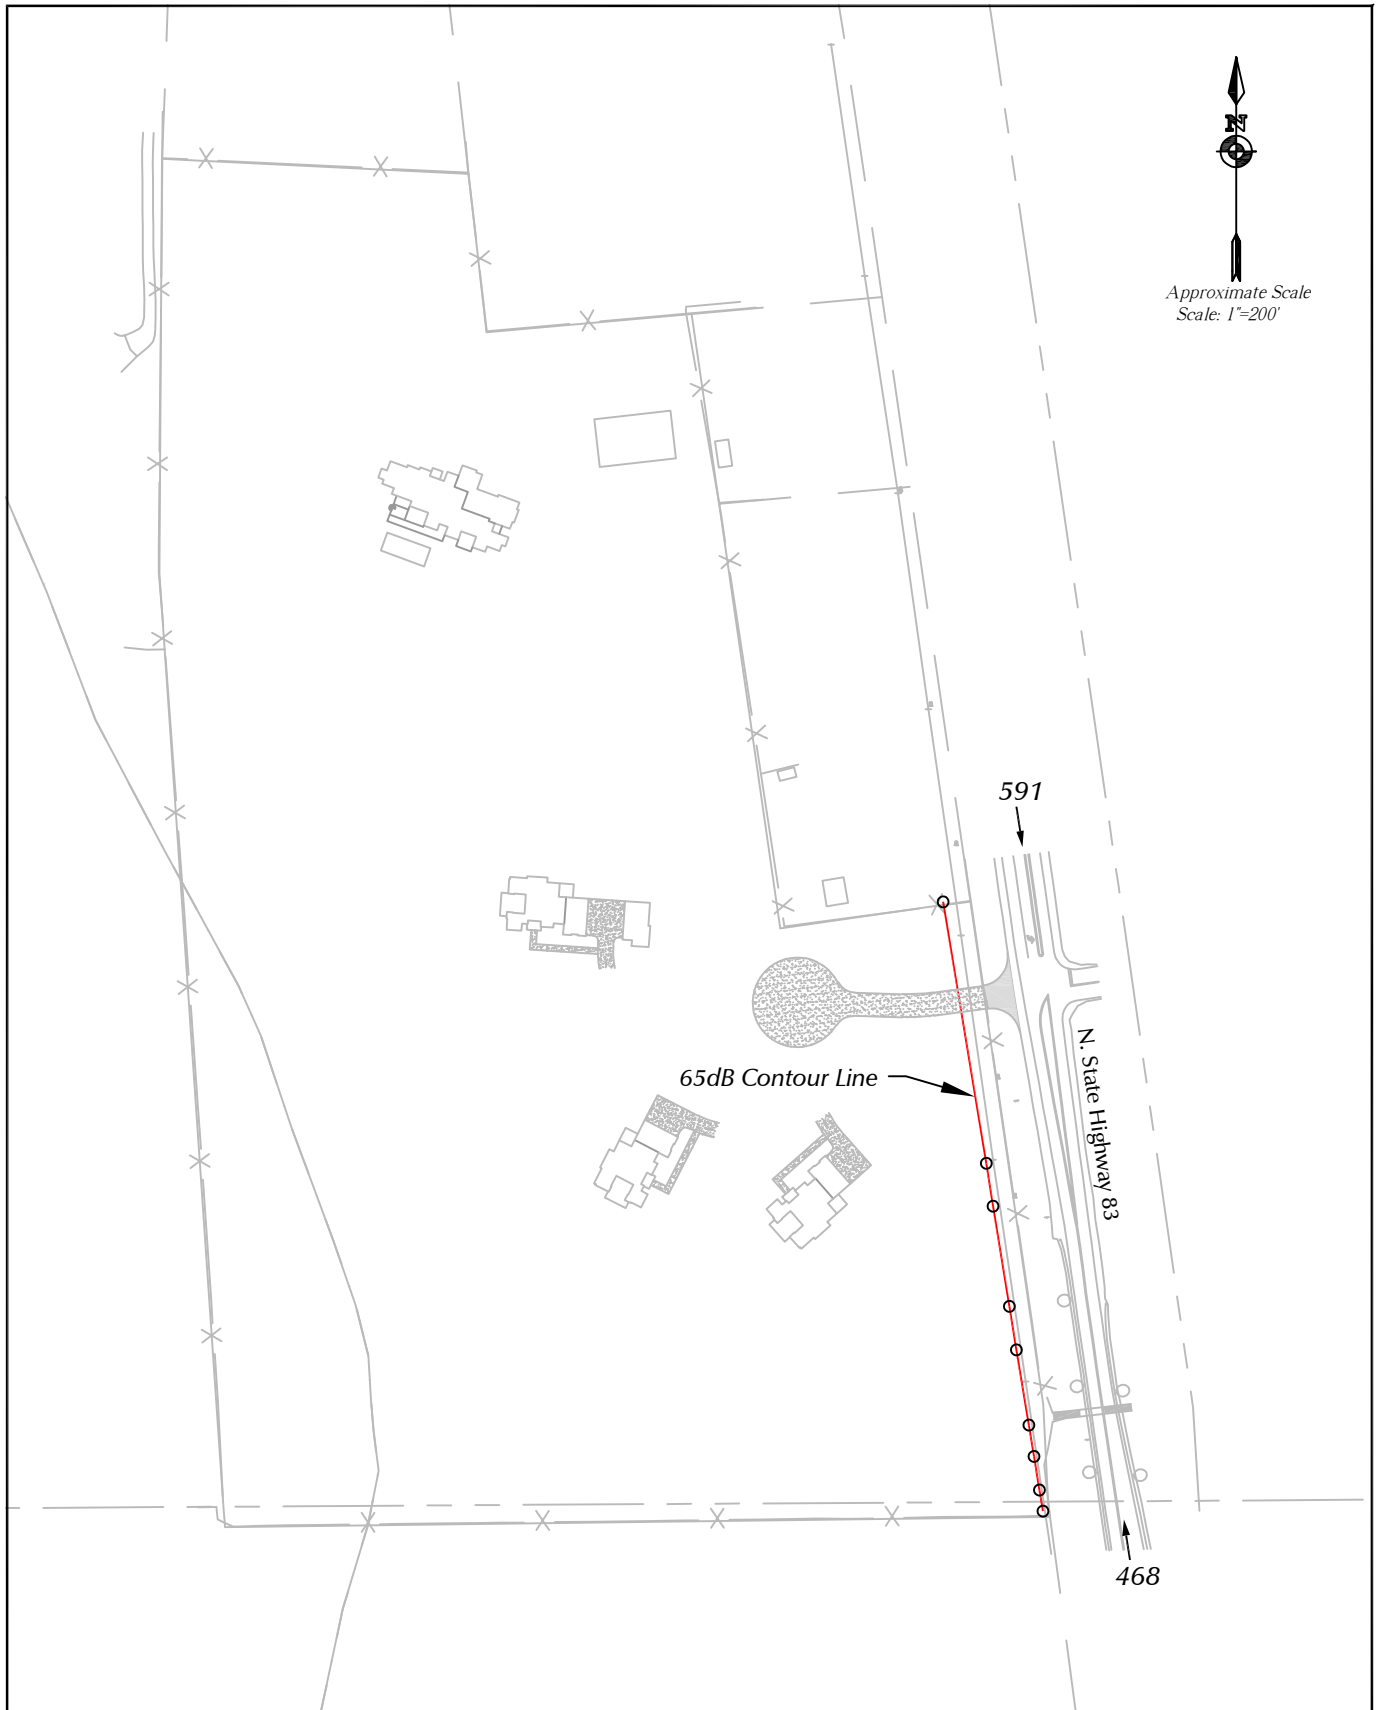 N
Approximate Scale
Scale: 1"=200'
591
65dB Contour Line
N. State Highway 83
468